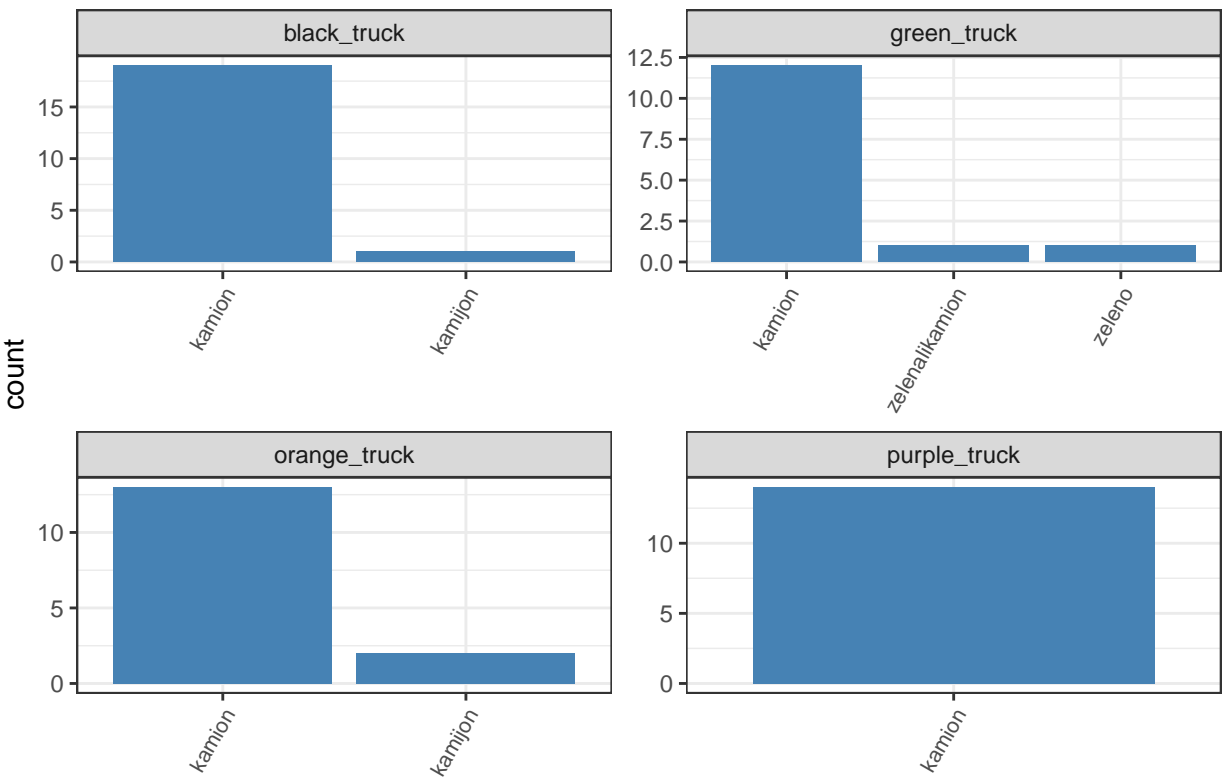 count
black_truck
15
10
5
0
kamion
kamijon
green_truck
12.5
10.0
7.5
5.0
2.5
0.0
kamion
zelenalikamion
zeleno
orange_truck
10
5
0
kamion
kamijon
purple_truck
10
5
0
kamion